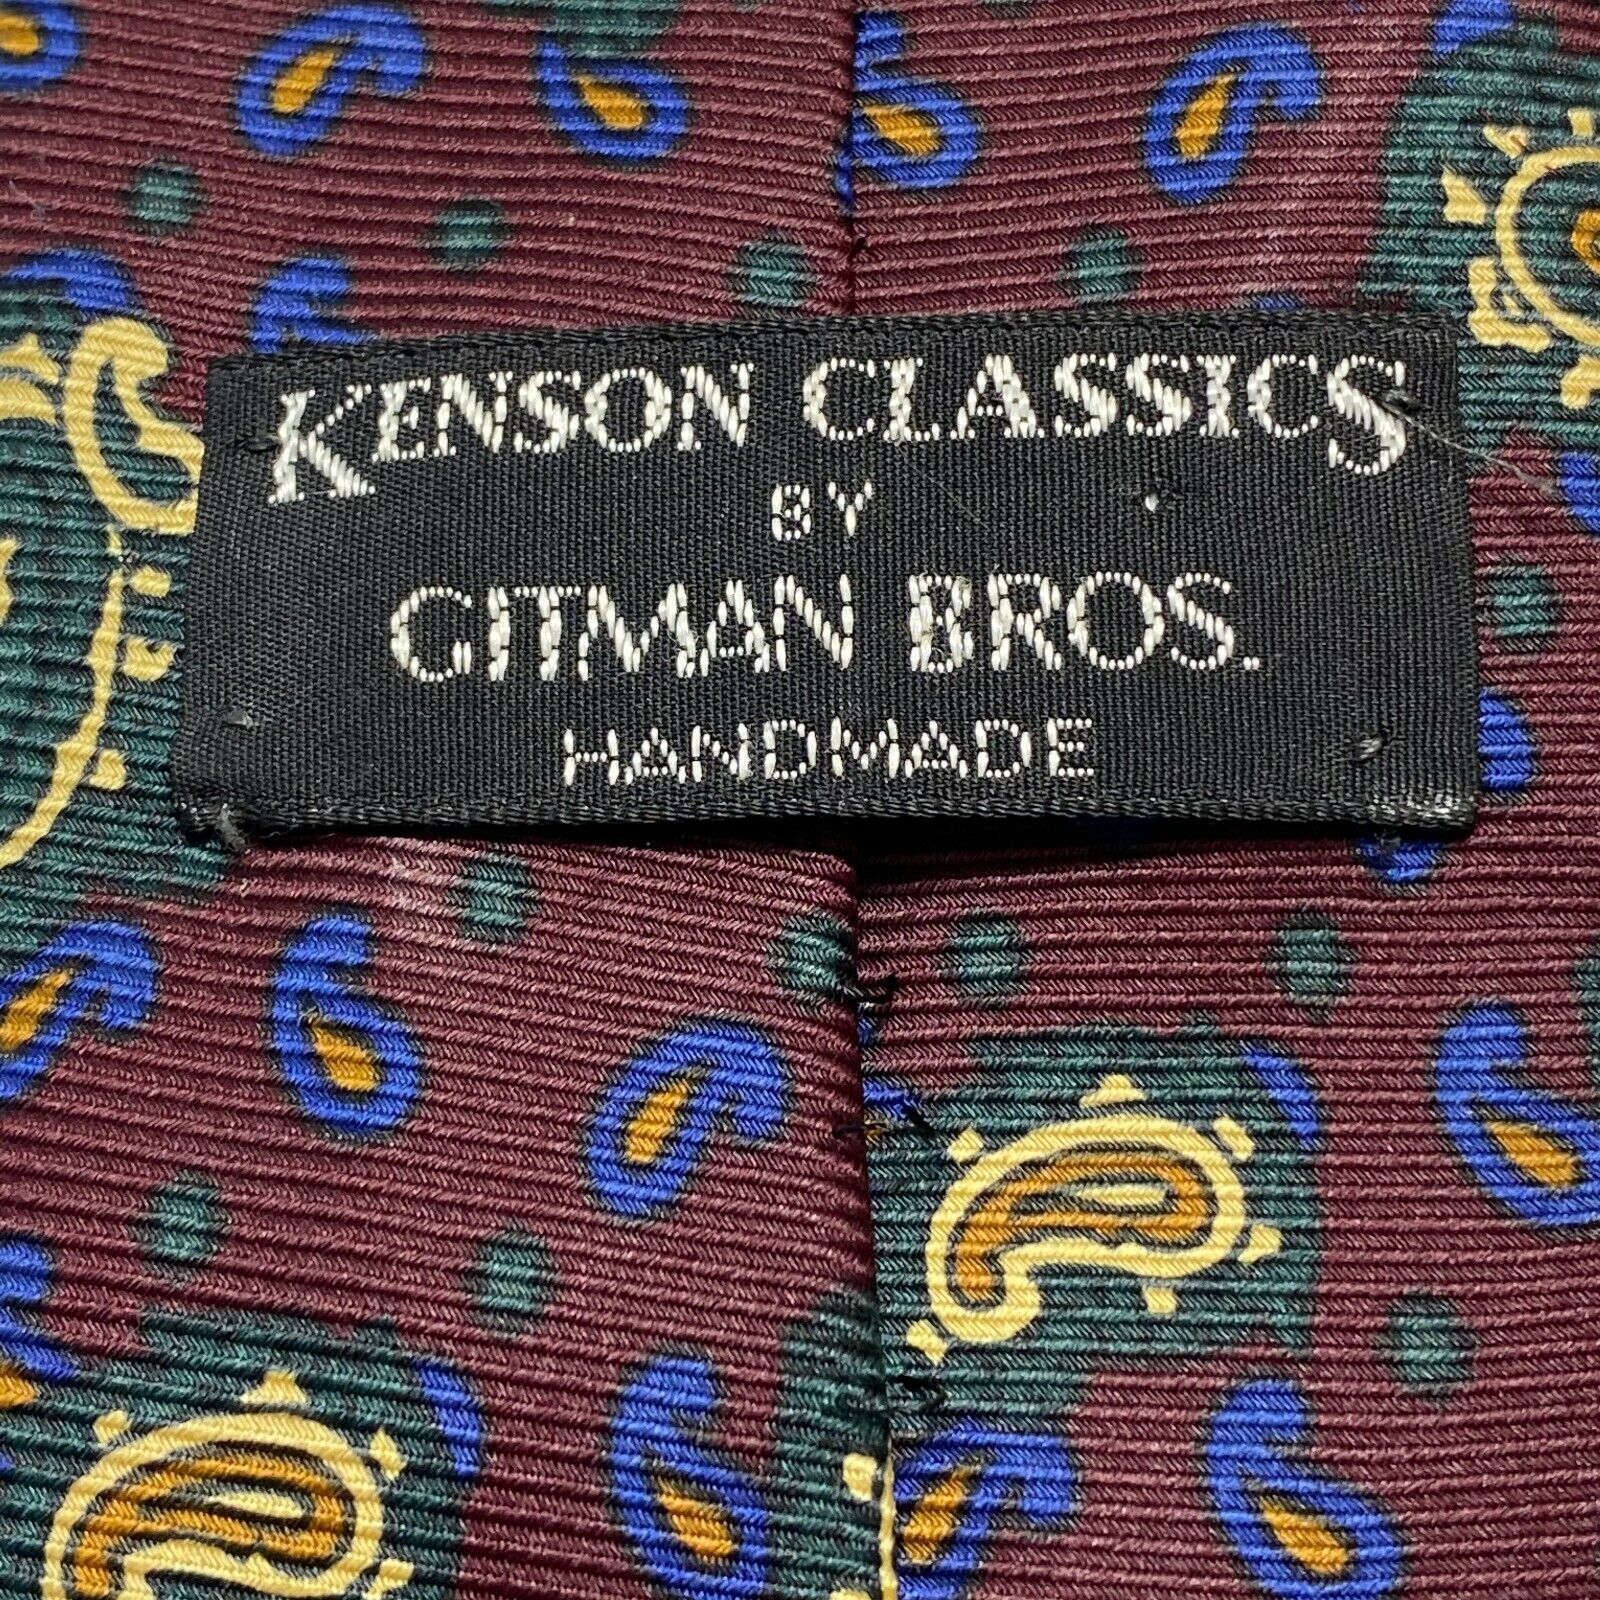 KENSON CLASSICS
BY
GITMAN BROS.
HANDMADE